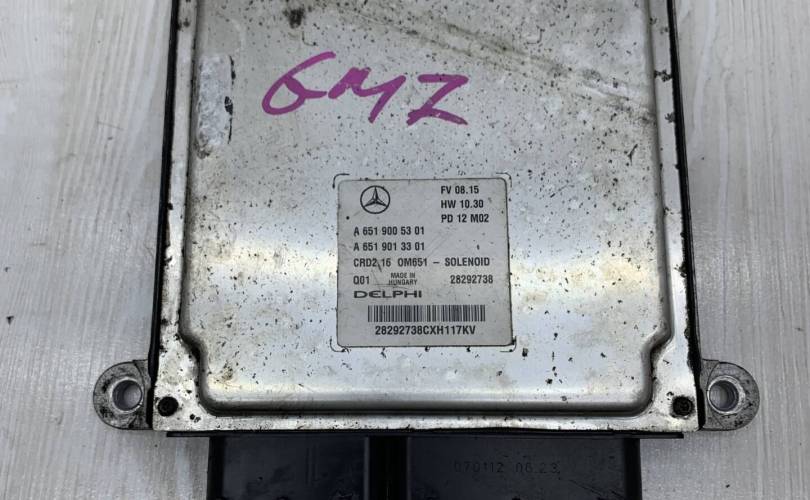 GMZ
FV 08.15
HW 10.30
PD 12 M02
A 651 900 53 01
A 651 901 33 01
CRD2.16 OM651 – SOLENOID
Q01 MADE IN HUNGARY 28292738
DELPHI
28292738CXH117KV
070112 06:23